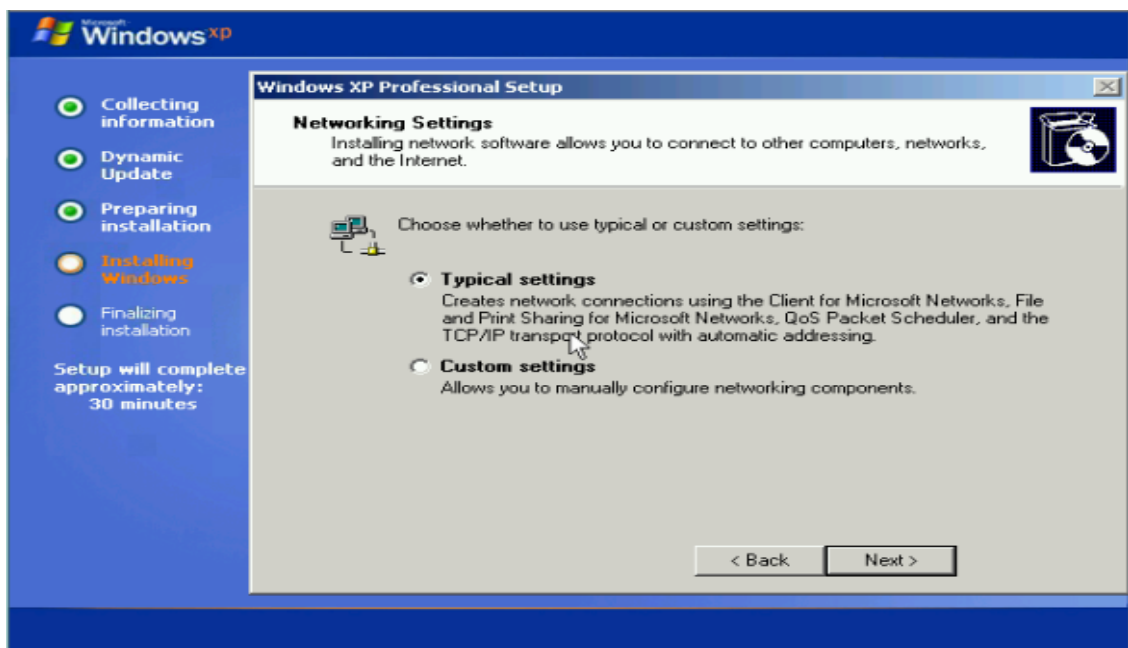 Microsoft
Windows xp
Collecting
information
Dynamic
Update
Preparing
installation
Installing
Windows
Finalizing
installation
Setup will complete
approximately:
30 minutes
Windows XP Professional Setup
Networking Settings
Installing network software allows you to connect to other computers, networks,
and the Internet.
Choose whether to use typical or custom settings:
Typical settings
Creates network connections using the Client for Microsoft Networks, File
and Print Sharing for Microsoft Networks, QoS Packet Scheduler, and the
TCP/IP transport protocol with automatic addressing.
Custom settings
Allows you to manually configure networking components.
< Back
Next >